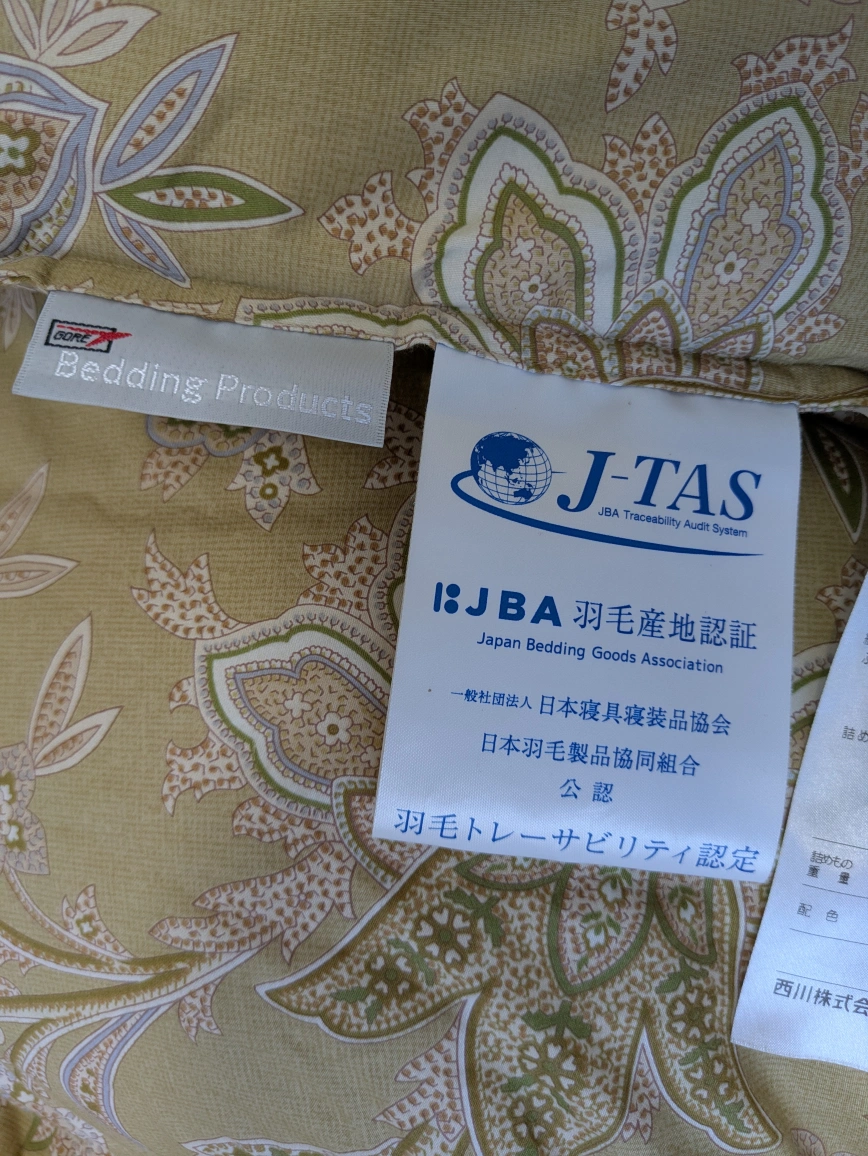 GORE
Bedding Products
J-TAS
JBA Traceability Audit System
JBA 羽毛産地認証
Japan Bedding Goods Association
一般社団法人 日本寝具寝装品協会
日本羽毛製品協同組合
公認
羽毛トレーサビリティ認定
詰め
詰めもの
重量
配色
西川株式会